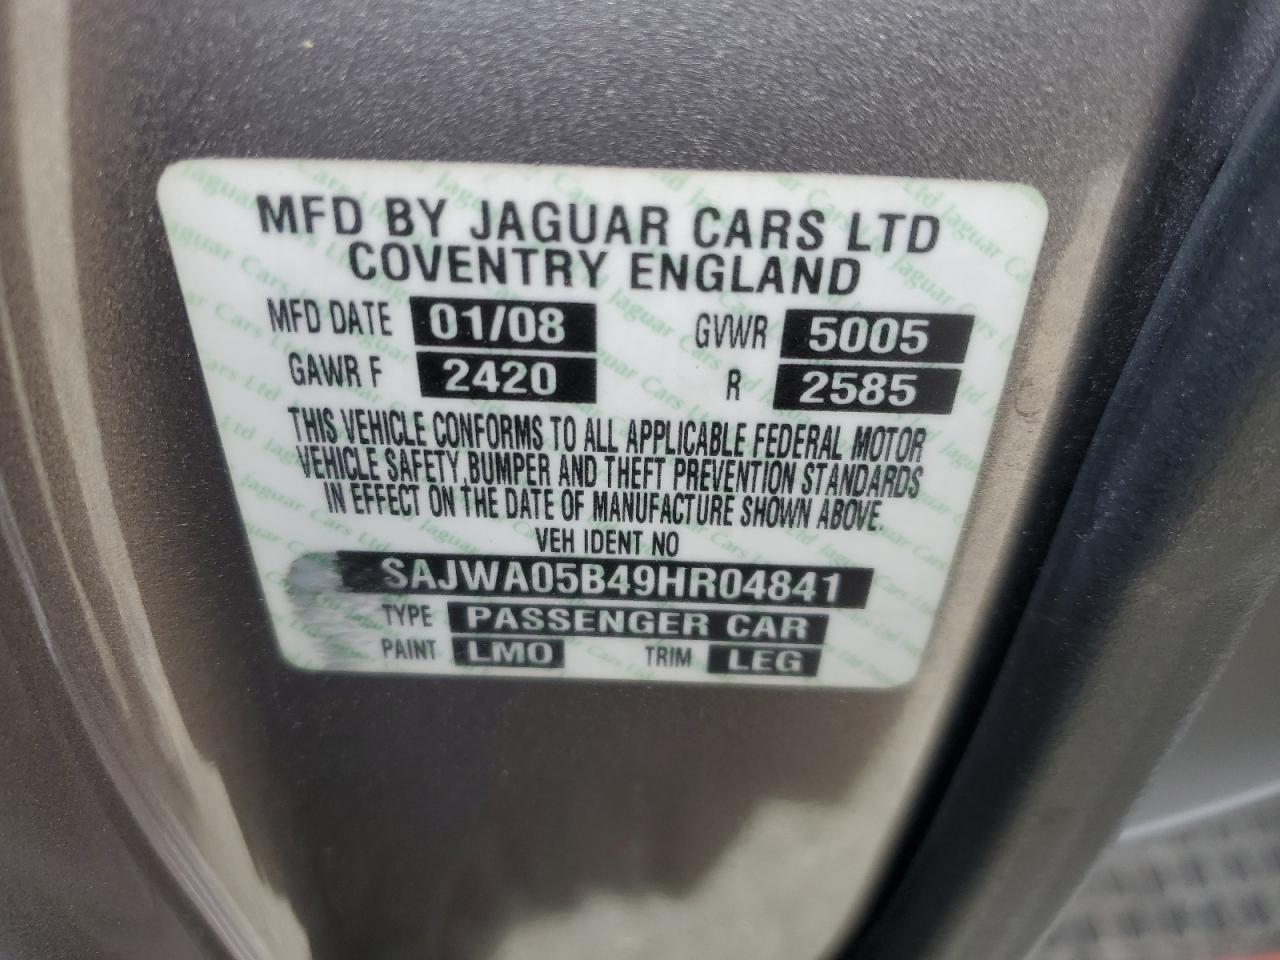 MFD BY JAGUAR CARS LTD
COVENTRY ENGLAND
MFD DATE 01/08 GVWR 5005
GAWR F 2420 R 2585
THIS VEHICLE CONFORMS TO ALL APPLICABLE FEDERAL MOTOR
VEHICLE SAFETY,BUMPER AND THEFT PREVENTION STANDARDS
IN EFFECT ON THE DATE OF MANUFACTURE SHOWN ABOVE.
VEH IDENT NO
SAJWA05B49HR04841
TYPE PASSENGER CAR
PAINT LMO TRIM LEG